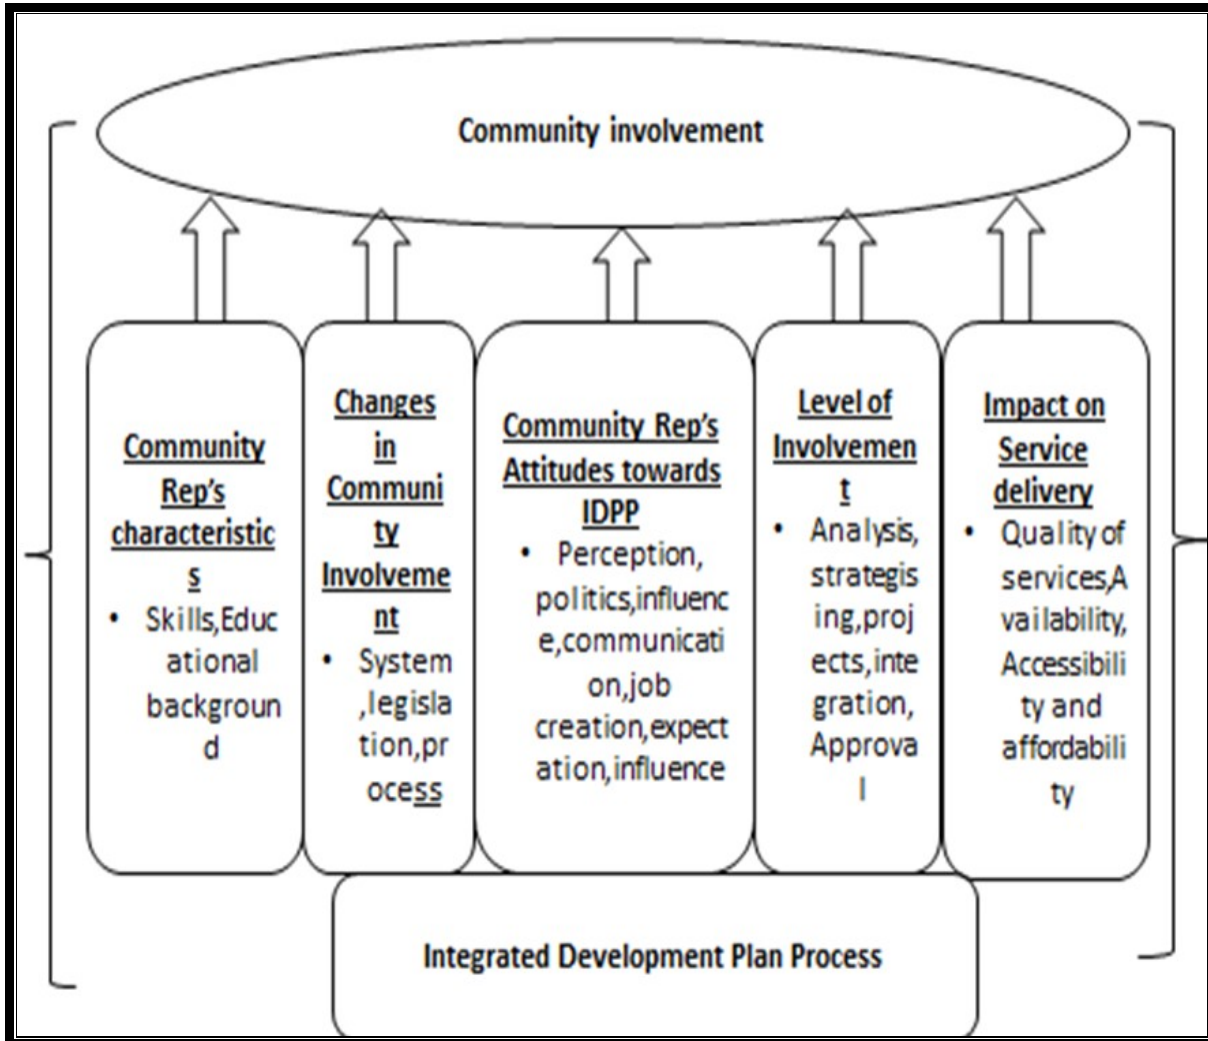 Community involvement
Community
Rep's
characteristic
s
• Skills,Educ
ational
backgroun
d
Changes
in
Communi
ty
Involveme
nt
• System
,legisla
tion,pr
ocess
Community Rep's
Attitudes towards
IDPP
• Perception,
politics,influenc
e,communicati
on,job
creation,expect
ation,influence
Level of
Involvemen
t
• Analysis,
strategis
ing,proj
ects,inte
gration,
Approva
l
Impact on
Service
delivery
• Quality of
services,A
vailability,
Accessibili
ty and
affordabili
ty
Integrated Development Plan Process